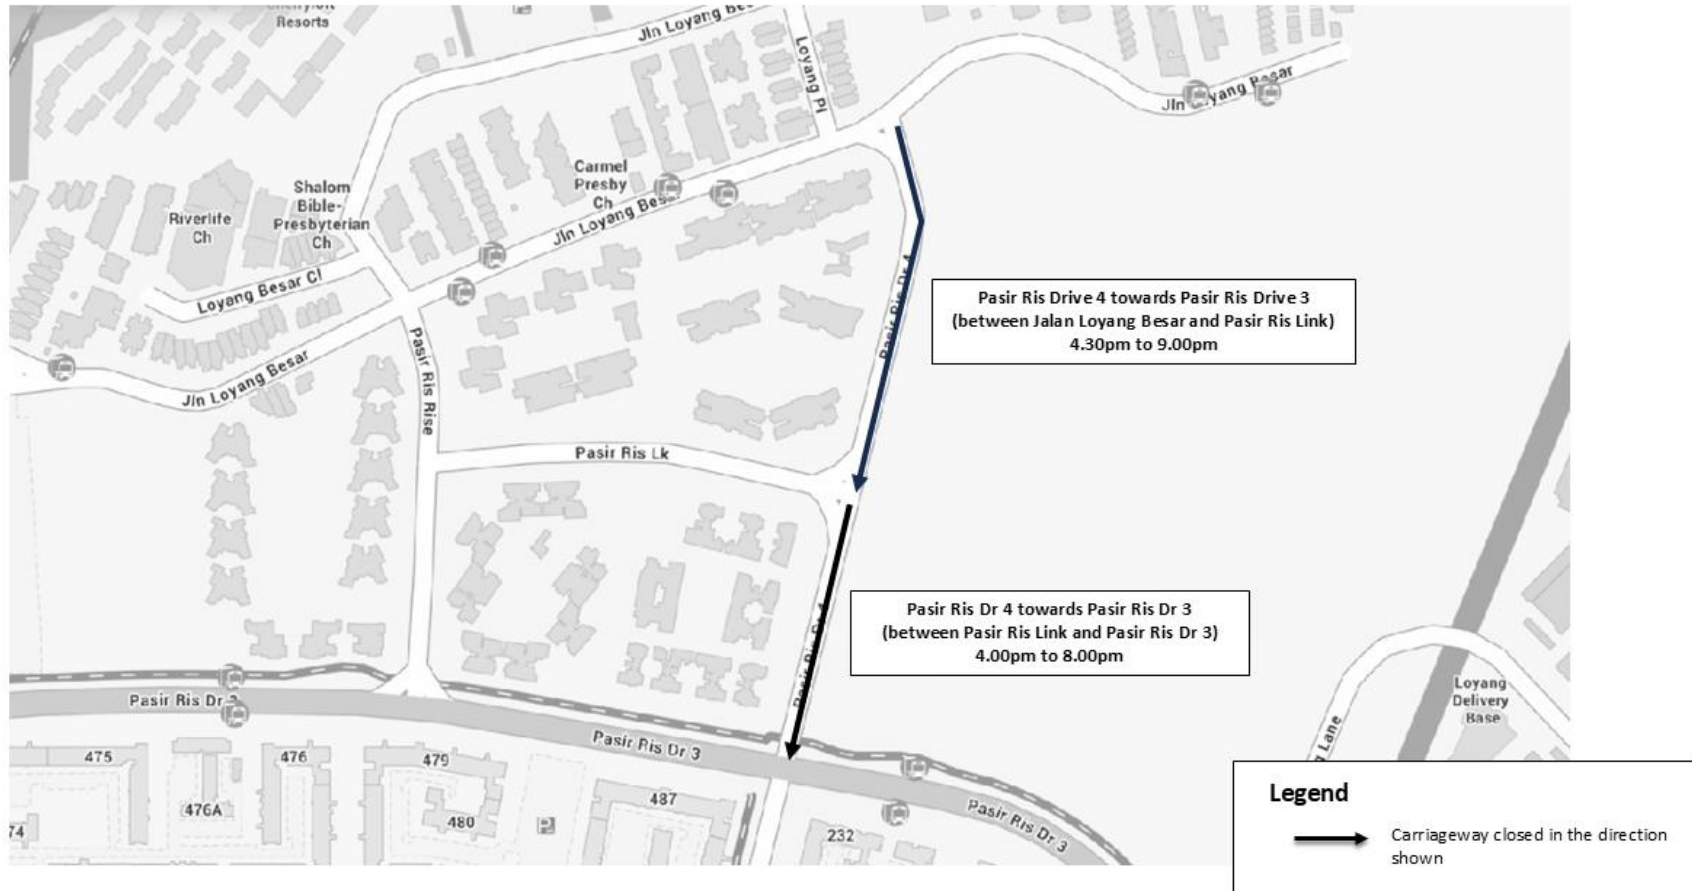 Resorts
Jln Loyang Be
Loyang Pl
Jln Loyang Besar
Carmel
Presby
Ch
Shalom
Bible-
Presbyterian
Ch
Riverlife
Ch
Jln Loyang Besar
Loyang Besar Cl
Pasir Ris Dr 4
Pasir Ris Drive 4 towards Pasir Ris Drive 3
(between Jalan Loyang Besar and Pasir Ris Link)
4.30pm to 9.00pm
Jln Loyang Besar
Pasir Ris Rise
Pasir Ris Lk
Pasir Ris Dr 4
Pasir Ris Dr 4 towards Pasir Ris Dr 3
(between Pasir Ris Link and Pasir Ris Dr 3)
4.00pm to 8.00pm
Pasir Ris Dr 3
Pasir Ris Dr 3
Loyang
Delivery
Base
g Lane
475
476
479
476A
480
487
74
232
P
Pasir Ris Dr 3
Legend
Carriageway closed in the direction
shown